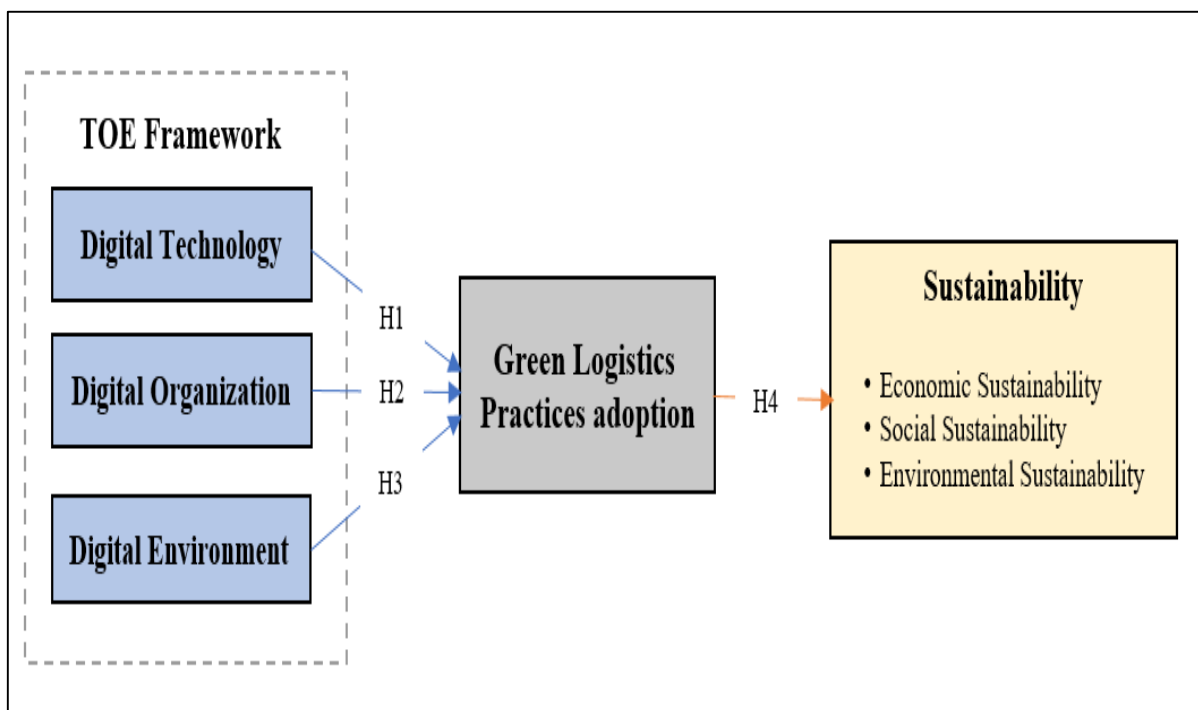 TOE Framework
Digital Technology
Digital Organization
Digital Environment
H1
H2
H3
Green Logistics
Practices adoption
H4
Sustainability
• Economic Sustainability
• Social Sustainability
• Environmental Sustainability